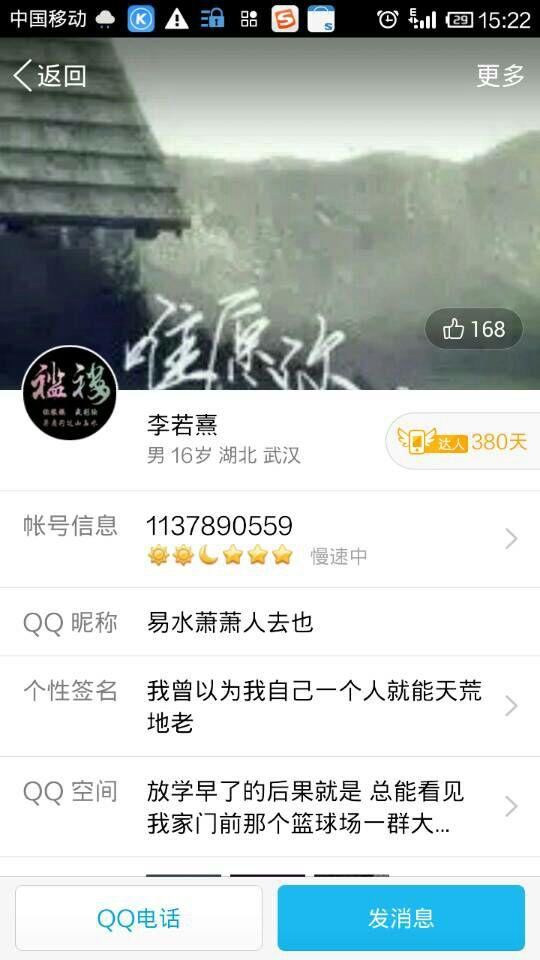 中国移动 29 15:22
返回 更多
唯愿你
168
褴褛
李若熹
男 16岁 湖北 武汉
达人 380天
帐号信息 1137890559
慢速中
QQ 昵称 易水萧萧人去也
个性签名 我曾以为我自己一个人就能天荒
地老
QQ 空间 放学早了的后果就是 总能看见
我家门前那个篮球场一群大...
QQ电话 发消息